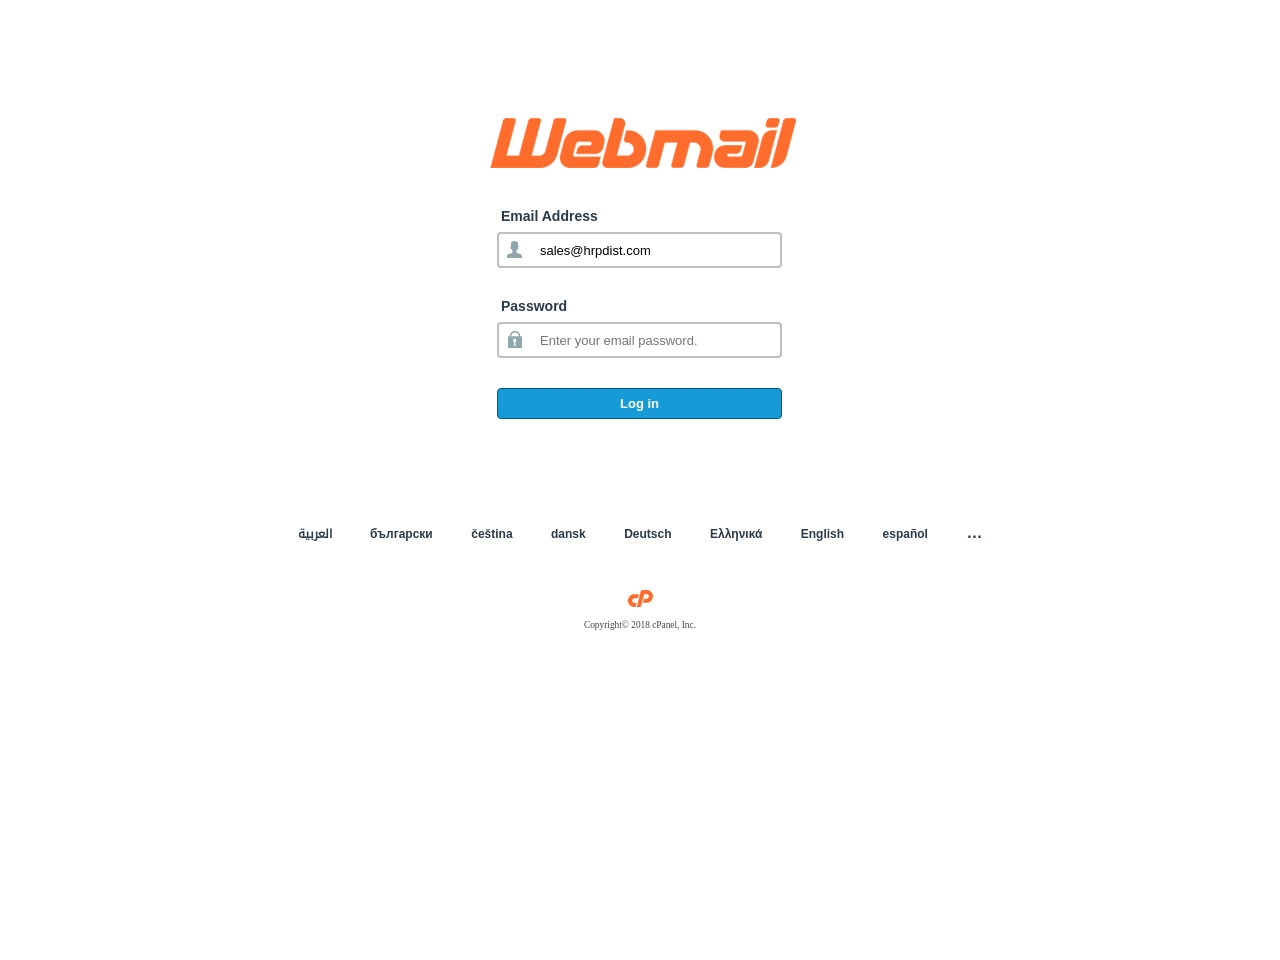 Webmail
Email Address
sales@hrpdist.com
Password
Enter your email password.
Log in
العربية български čeština dansk Deutsch Ελληνικά English español …
cP
Copyright© 2018 cPanel, Inc.